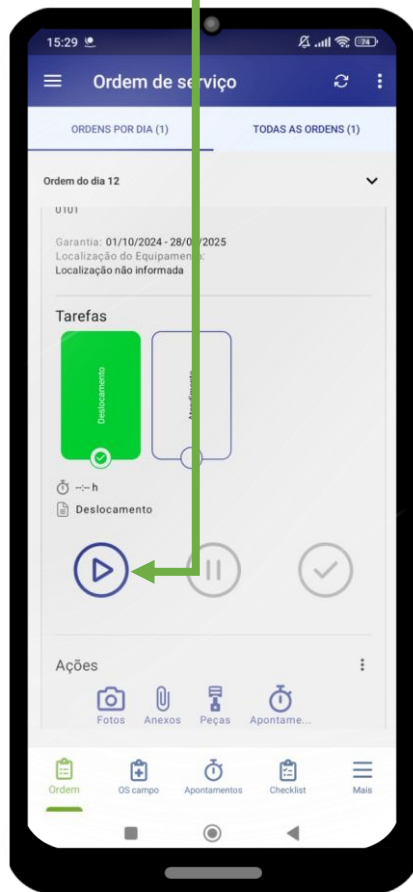 15:29 24
Ordem de serviço
ORDENS POR DIA (1) TODAS AS ORDENS (1)
Ordem do dia 12
0101
Garantia: 01/10/2024 - 28/0 /2025
Localização do Equipamento:
Localização não informada
Tarefas
Deslocamento
Atendimento
--:-- h
Deslocamento
Ações
Fotos Anexos Peças Apontame...
Ordem OS campo Apontamentos Checklist Mais